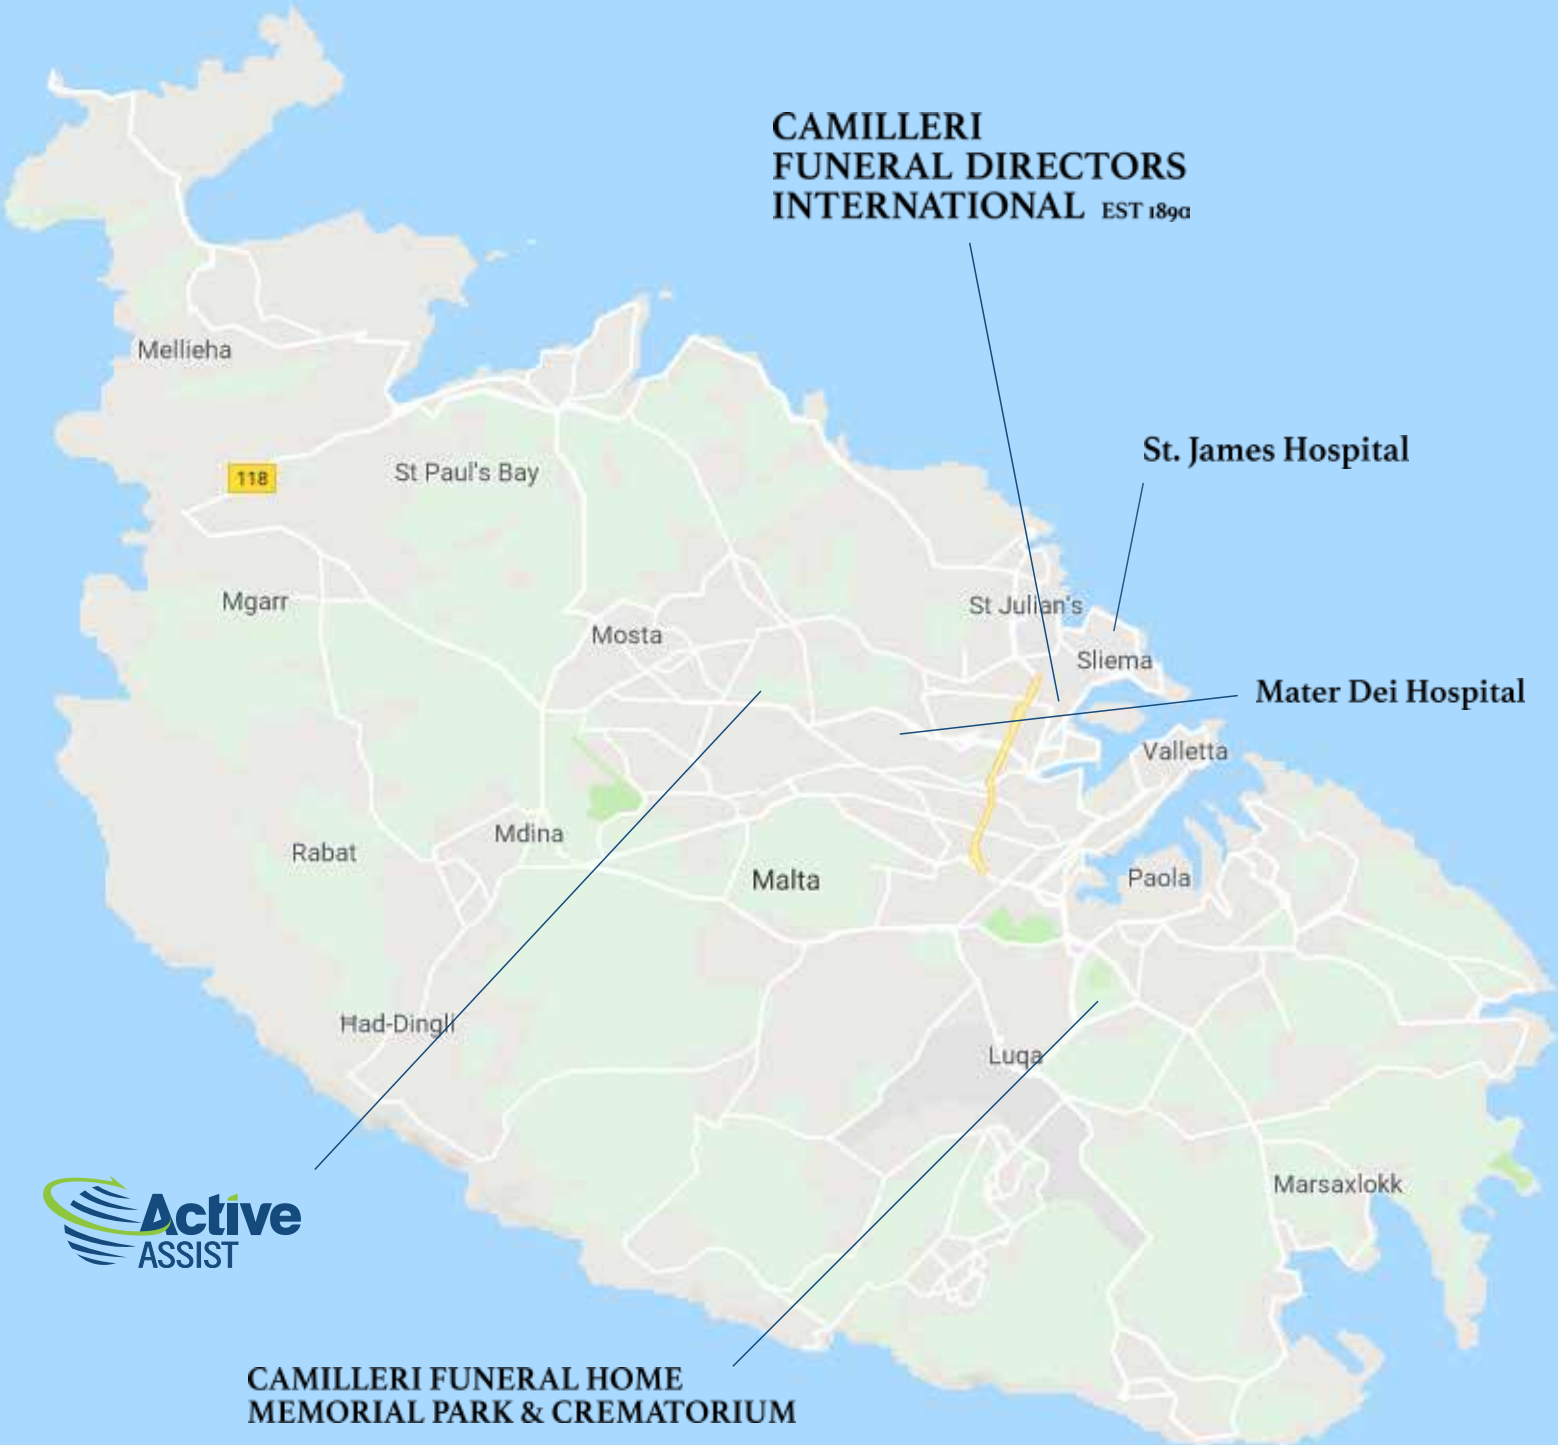 CAMILLERI
FUNERAL DIRECTORS
INTERNATIONAL EST 1890
Mellieha
St. James Hospital
118
St Paul's Bay
Mgarr
St Julian's
Mosta
Sliema
Mater Dei Hospital
Valletta
Mdina
Rabat
Malta
Paola
Ħad-Dingli
Luqa
Marsaxlokk
Active
ASSIST
CAMILLERI FUNERAL HOME
MEMORIAL PARK & CREMATORIUM